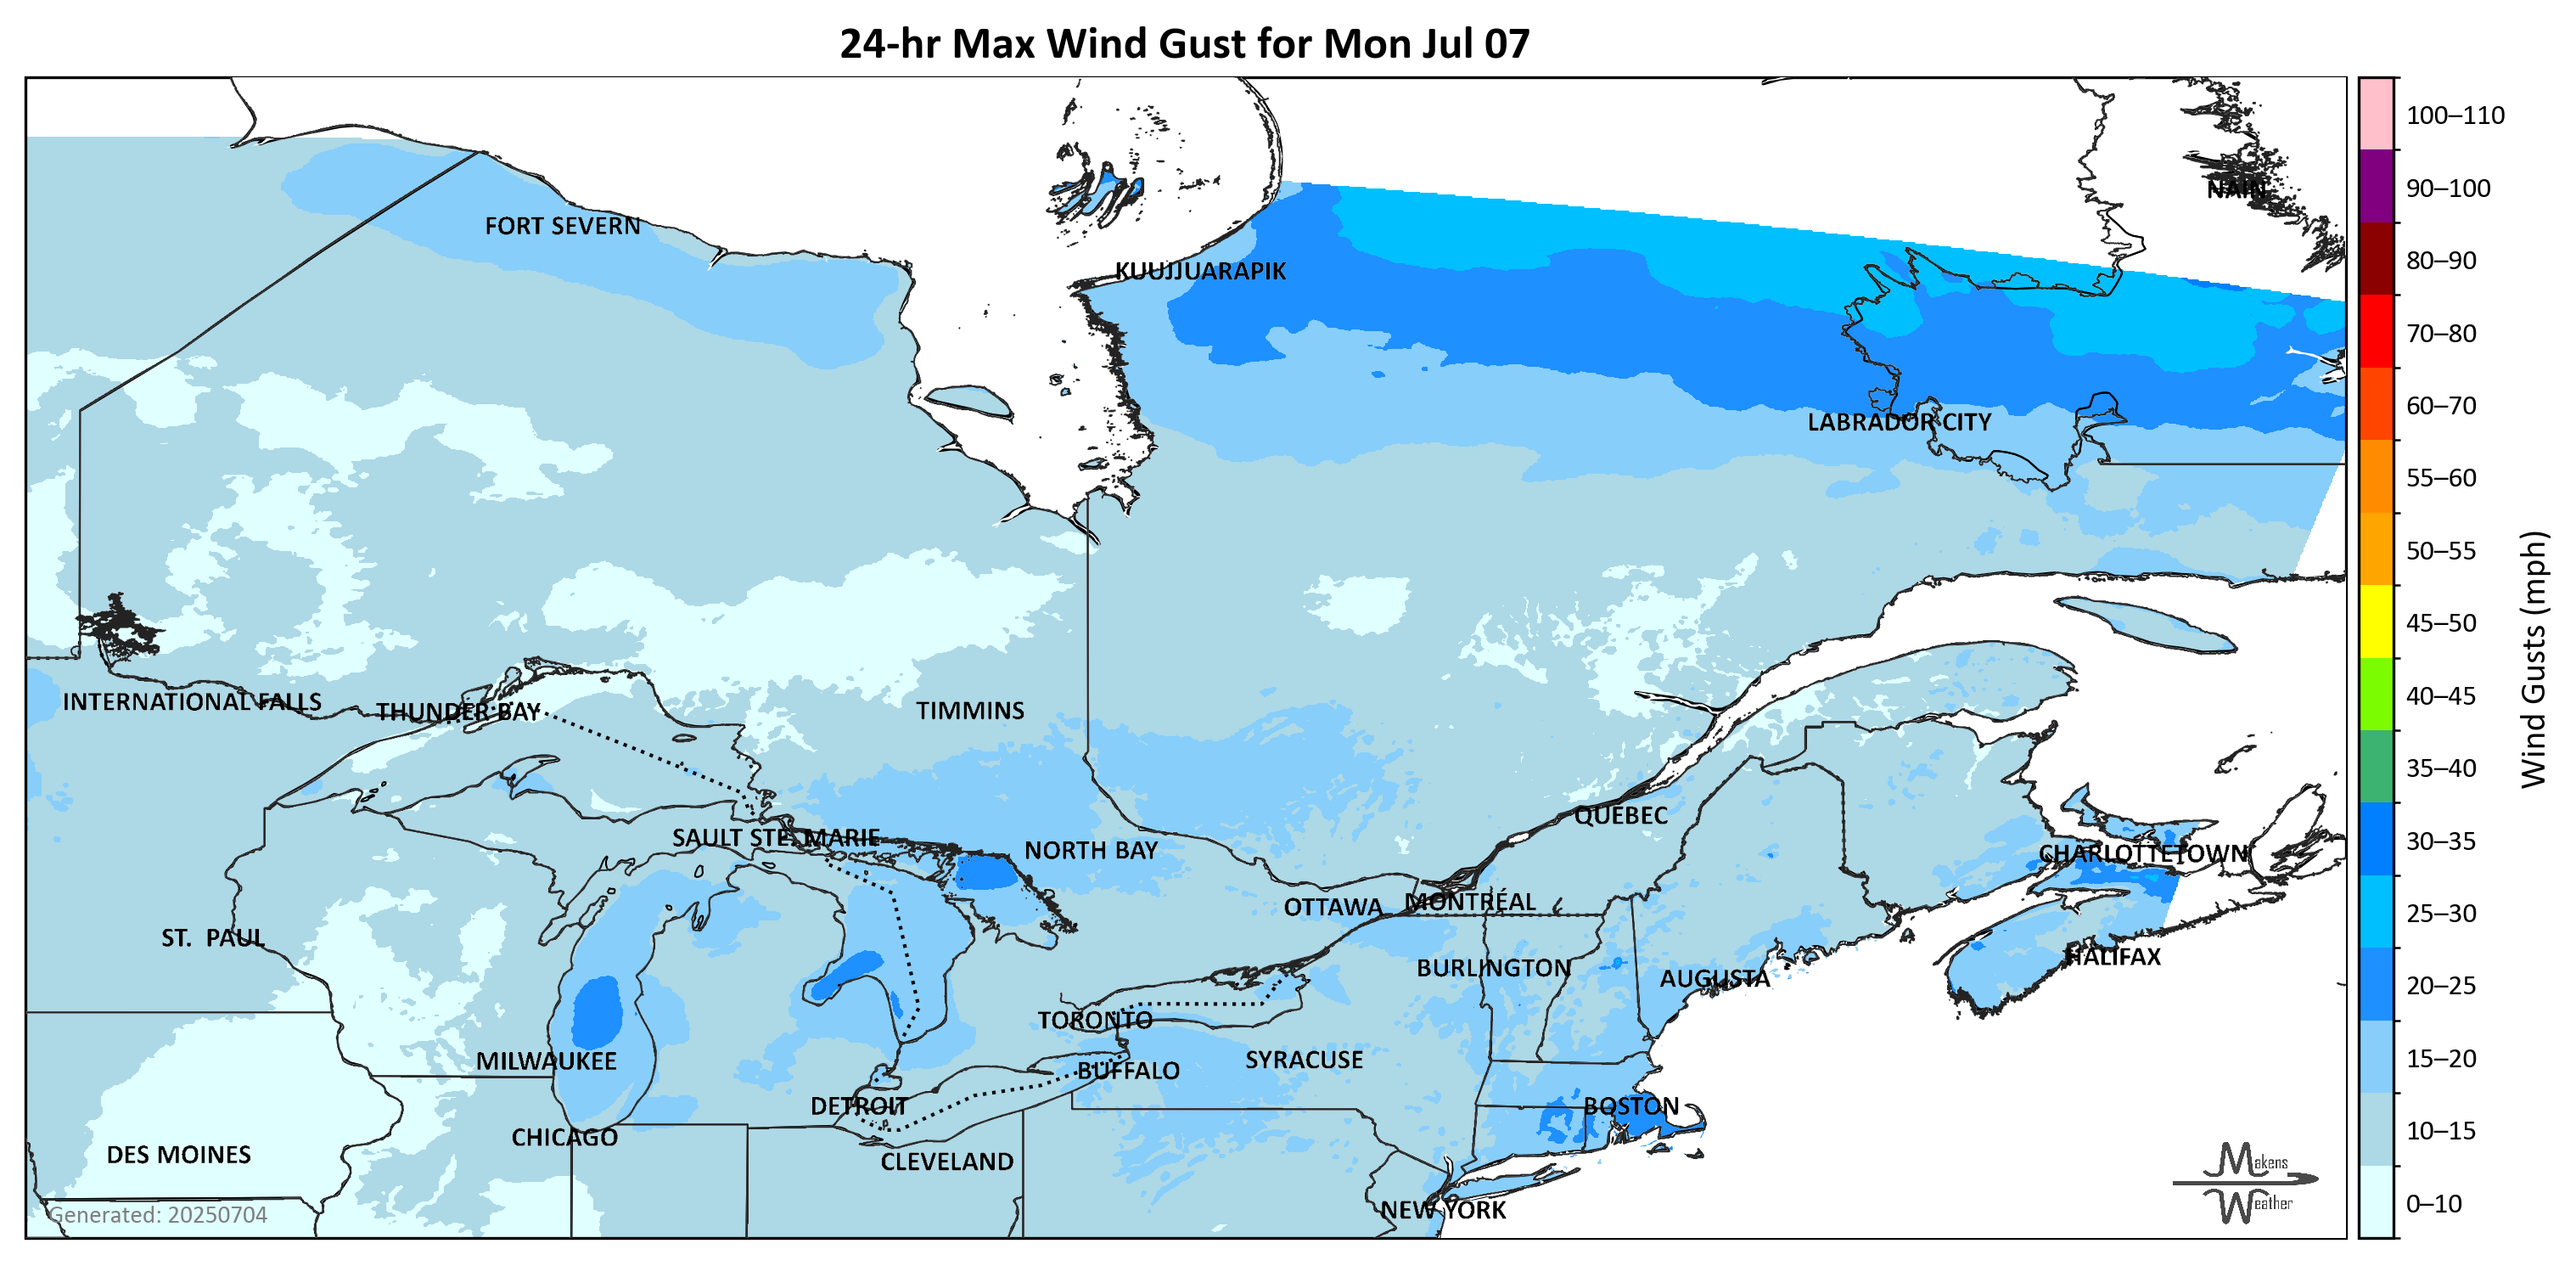 24-hr Max Wind Gust for Mon Jul 07
100–110
90–100
NAIN
FORT SEVERN
80–90
KUUJJUARAPIK
70–80
60–70
LABRADOR CITY
55–60
50–55
45–50
40–45
INTERNATIONAL FALLS
THUNDER BAY
TIMMINS
Wind Gusts (mph)
35–40
QUÉBEC
30–35
SAULT STE. MARIE
NORTH BAY
CHARLOTTETOWN
OTTAWA
MONTRÉAL
25–30
ST. PAUL
HALIFAX
BURLINGTON
AUGUSTA
20–25
TORONTO
MILWAUKEE
SYRACUSE
15–20
BUFFALO
DETROIT
BOSTON
CHICAGO
10–15
DES MOINES
CLEVELAND
Makens
Weather
NEW YORK
0–10
Generated: 20250704